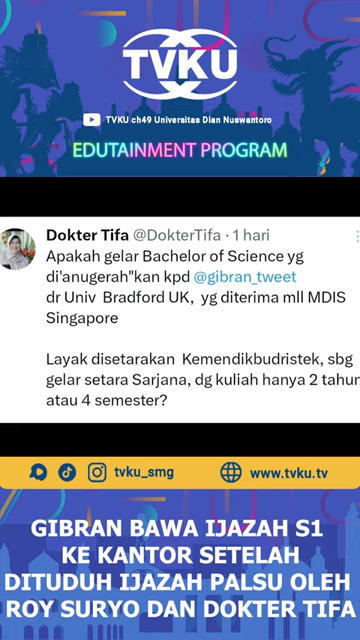 TVKU
TVKU ch49 Universitas Dian Nuswantoro
EDUTAINMENT PROGRAM
Dokter Tifa @DokterTifa · 1 hari
Apakah gelar Bachelor of Science yg
di'anugerah"kan kpd @gibran_tweet
dr Univ Bradford UK, yg diterima mll MDIS
Singapore
Layak disetarakan Kemendikbudristek, sbg
gelar setara Sarjana, dg kuliah hanya 2 tahun
atau 4 semester?
tvku_smg www.tvku.tv
GIBRAN BAWA IJAZAH S1
KE KANTOR SETELAH
DITUDUH IJAZAH PALSU OLEH
ROY SURYO DAN DOKTER TIFA